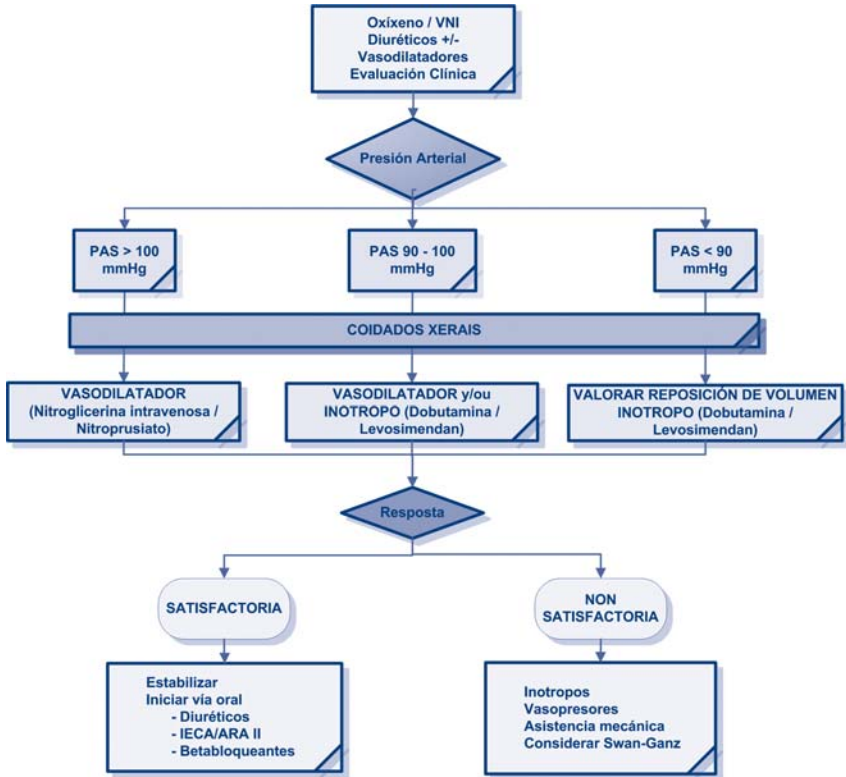 Oxíxeno / VNI
Diuréticos +/-
Vasodilatadores
Evaluación Clínica
Presión Arterial
PAS > 100
mmHg
PAS 90 - 100
mmHg
PAS < 90
mmHg
COIDADOS XERAIS
VASODILATADOR
(Nitroglicerina intravenosa /
Nitroprusiato)
VASODILATADOR y/ou
INOTROPO (Dobutamina /
Levosimendan)
VALORAR REPOSICIÓN DE VOLUMEN
INOTROPO (Dobutamina /
Levosimendan)
Resposta
SATISFACTORIA
NON
SATISFACTORIA
Estabilizar
Iniciar vía oral
- Diuréticos
- IECA/ARA II
- Betabloqueantes
Inotropos
Vasopresores
Asistencia mecánica
Considerar Swan-Ganz